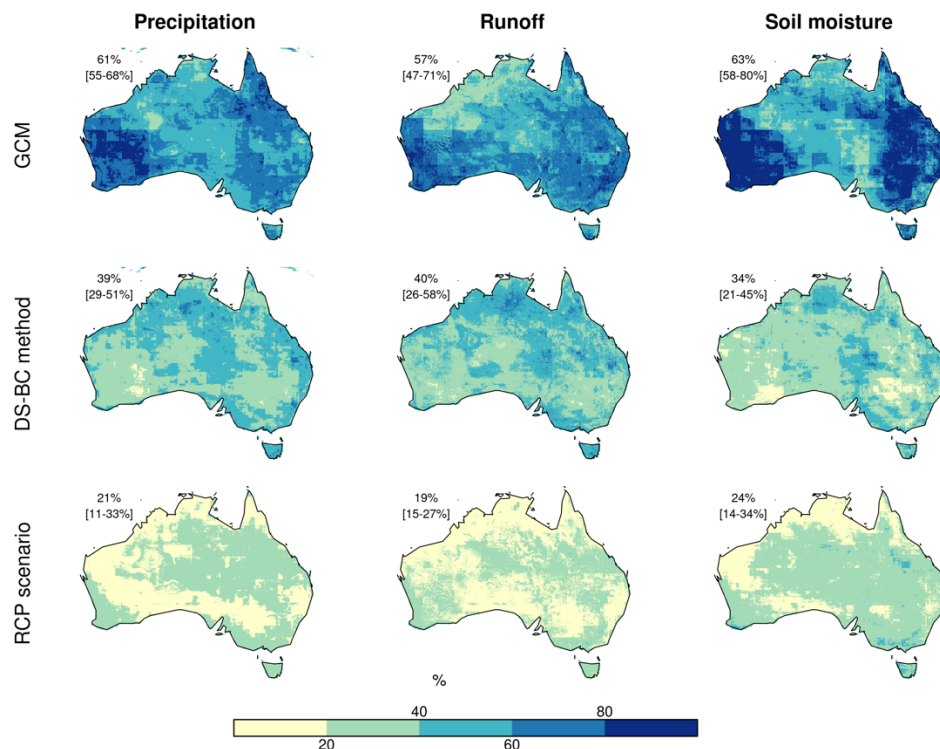 Precipitation Runoff Soil moisture
GCM
61% 57% 63%
[55-68%] [47-71%] [58-80%]
DS-BC method
39% 40% 34%
[29-51%] [26-58%] [21-45%]
RCP scenario
21% 19% 24%
[11-33%] [15-27%] [14-34%]
%
40 80
20 60